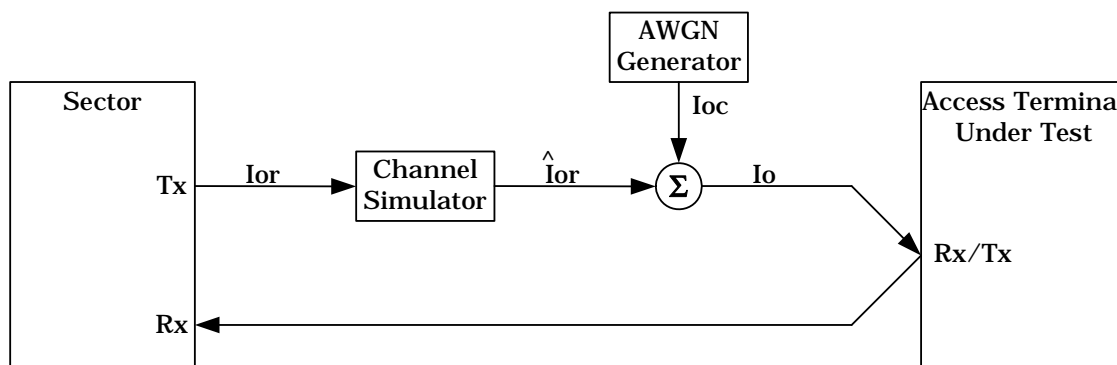 AWGN
Generator
Sector
Ioc
Access Termina
Under Test
Tx
Ior
Channel
Simulator
Îor
Σ
Io
Rx/Tx
Rx